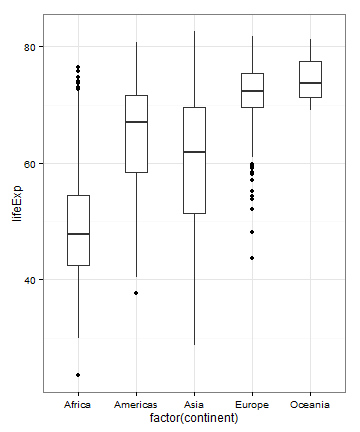 80
60
40
lifeExp
Africa Americas Asia Europe Oceania
factor(continent)